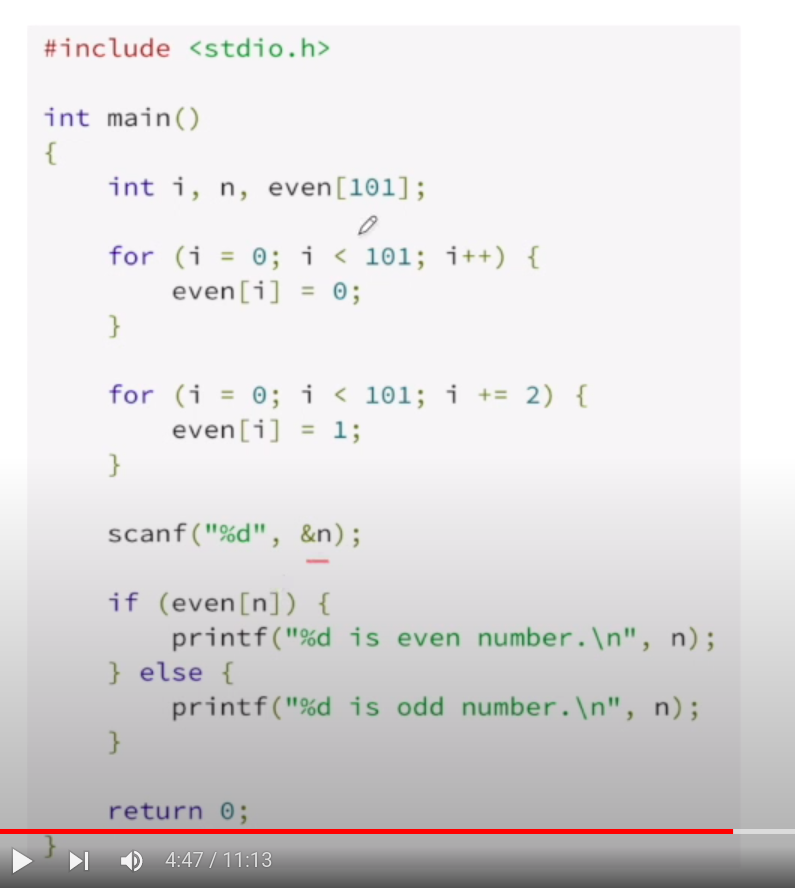 #include <stdio.h>
int main()
{
    int i, n, even[101];
    for (i = 0; i < 101; i++) {
        even[i] = 0;
    }
    for (i = 0; i < 101; i += 2) {
        even[i] = 1;
    }
    scanf("%d", &n);
    if (even[n]) {
        printf("%d is even number.\n", n);
    } else {
        printf("%d is odd number.\n", n);
    }
    return 0;
}
4:47 / 11:13